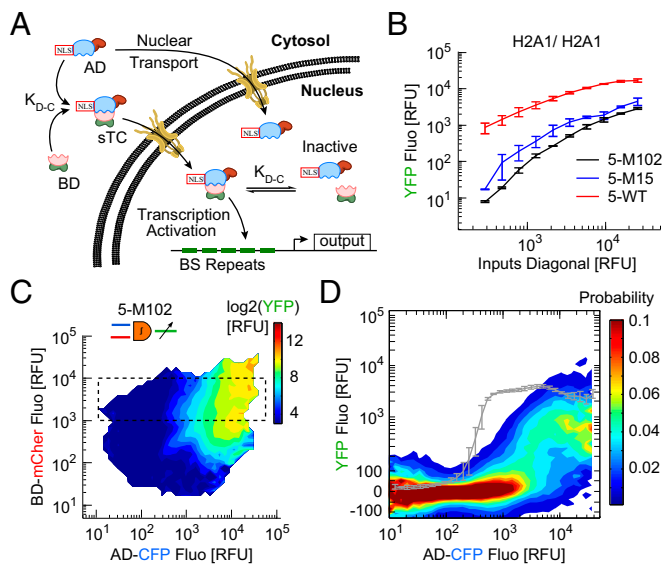 A
NLS
AD
Nuclear
Transport
Cytosol
Nucleus
K_D-C
NLS
sTC
BD
NLS
NLS
K_D-C
Inactive
NLS
Transcription
Activation
BS Repeats
output
B
H2A1/ H2A1
YFP Fluo [RFU]
10^5
10^4
10^3
10^2
10^1
5-M102
5-M15
5-WT
10^3
10^4
Inputs Diagonal [RFU]
C
5-M102
∫
log2(YFP)
[RFU]
12
8
4
BD-mCher Fluo [RFU]
10^5
10^4
10^3
10^2
10^1
10^1
10^2
10^3
10^4
10^5
AD-CFP Fluo [RFU]
D
Probability
0.1
0.08
0.06
0.04
0.02
YFP Fluo [RFU]
10^5
10^4
10^3
100
0
-100
10^1
10^2
10^3
10^4
AD-CFP Fluo [RFU]